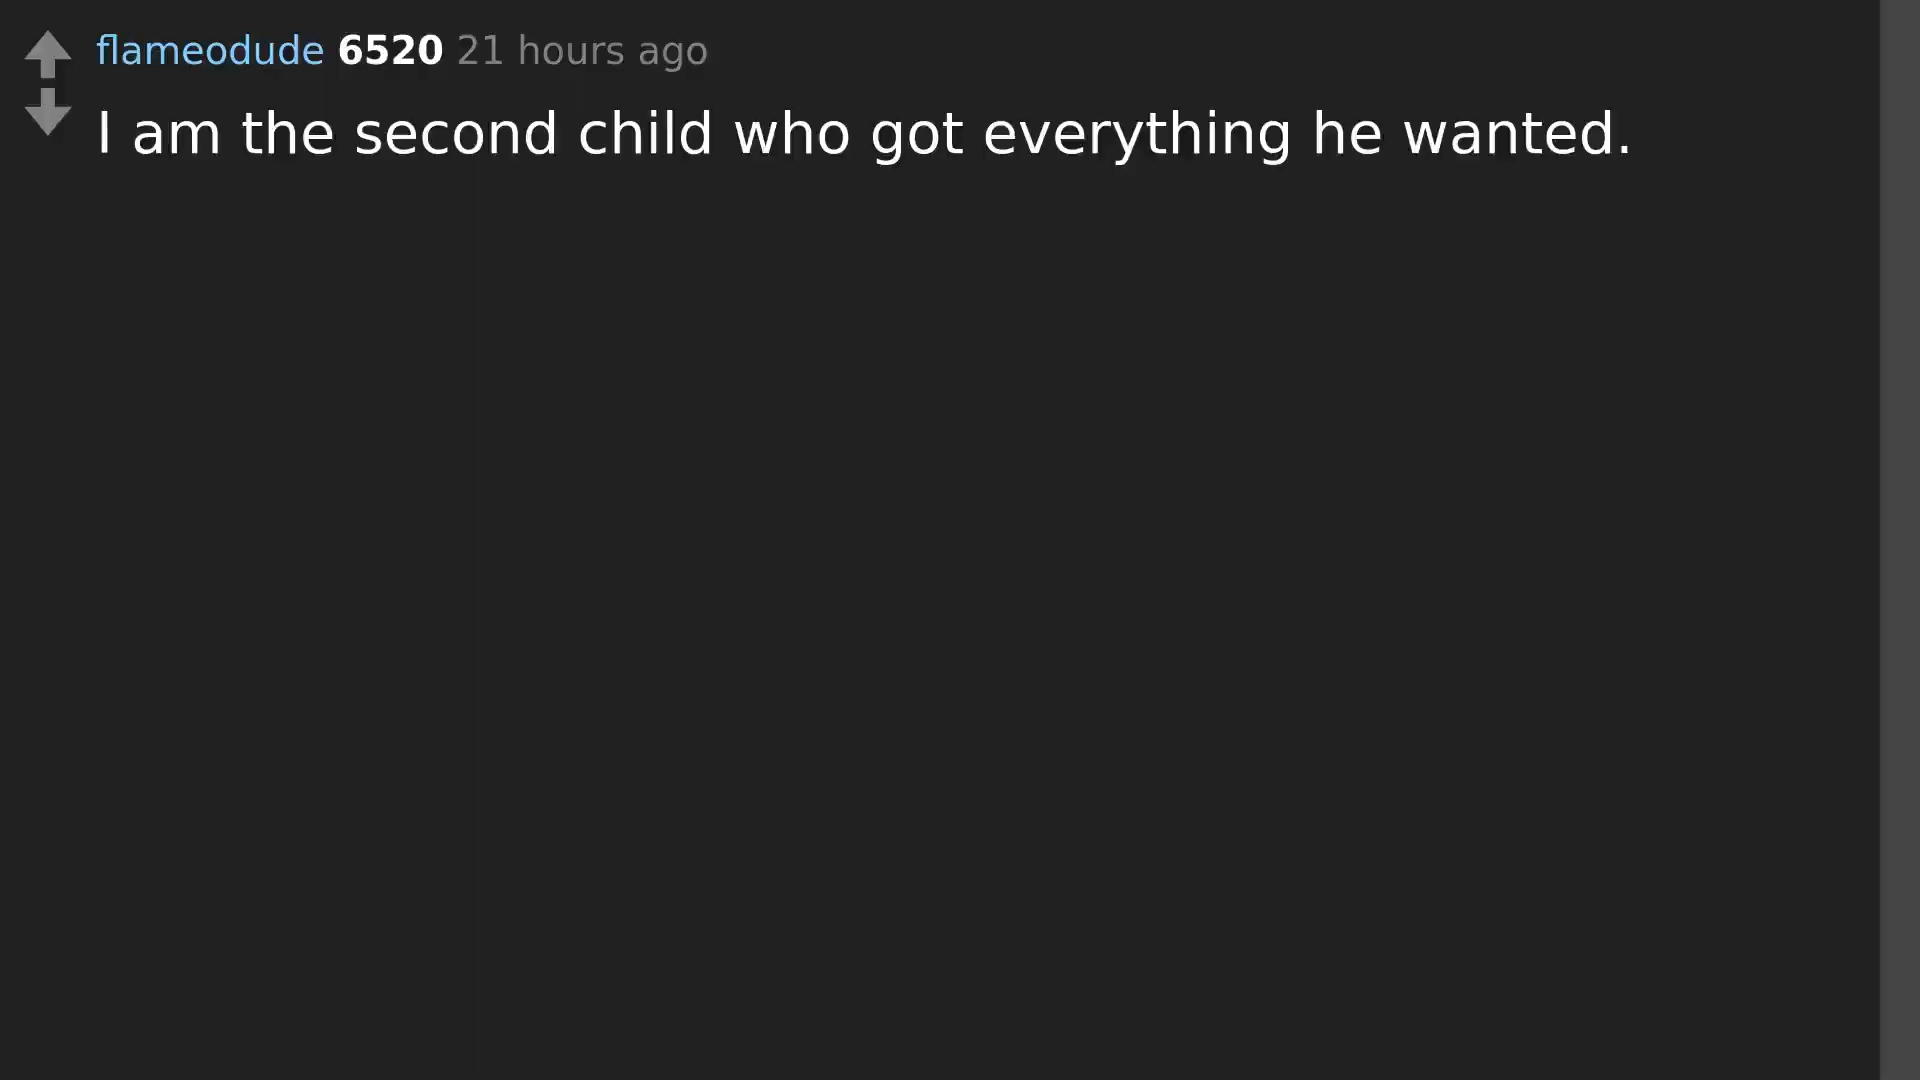 flameodude 6520 21 hours ago
I am the second child who got everything he wanted.